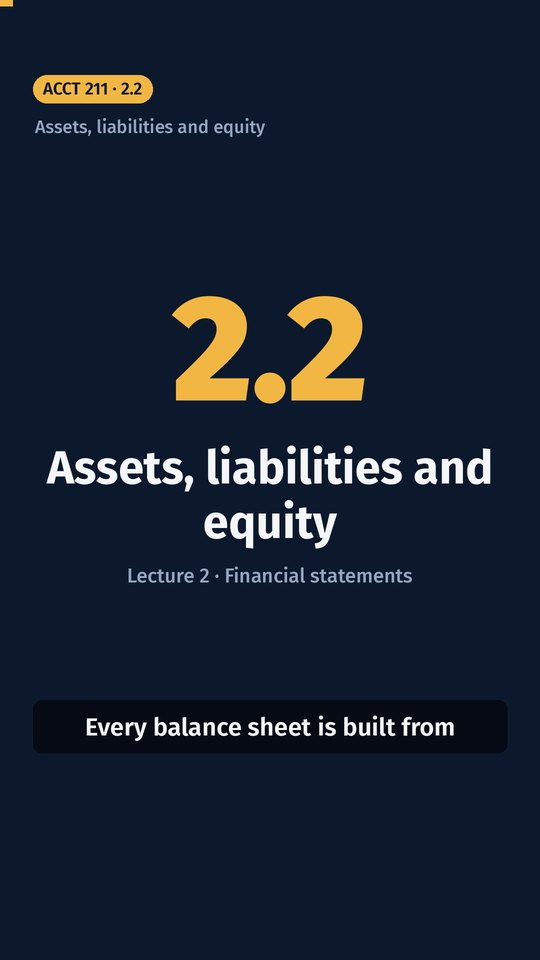 ACCT 211 · 2.2
Assets, liabilities and equity
2.2
Assets, liabilities and
equity
Lecture 2 · Financial statements
Every balance sheet is built from